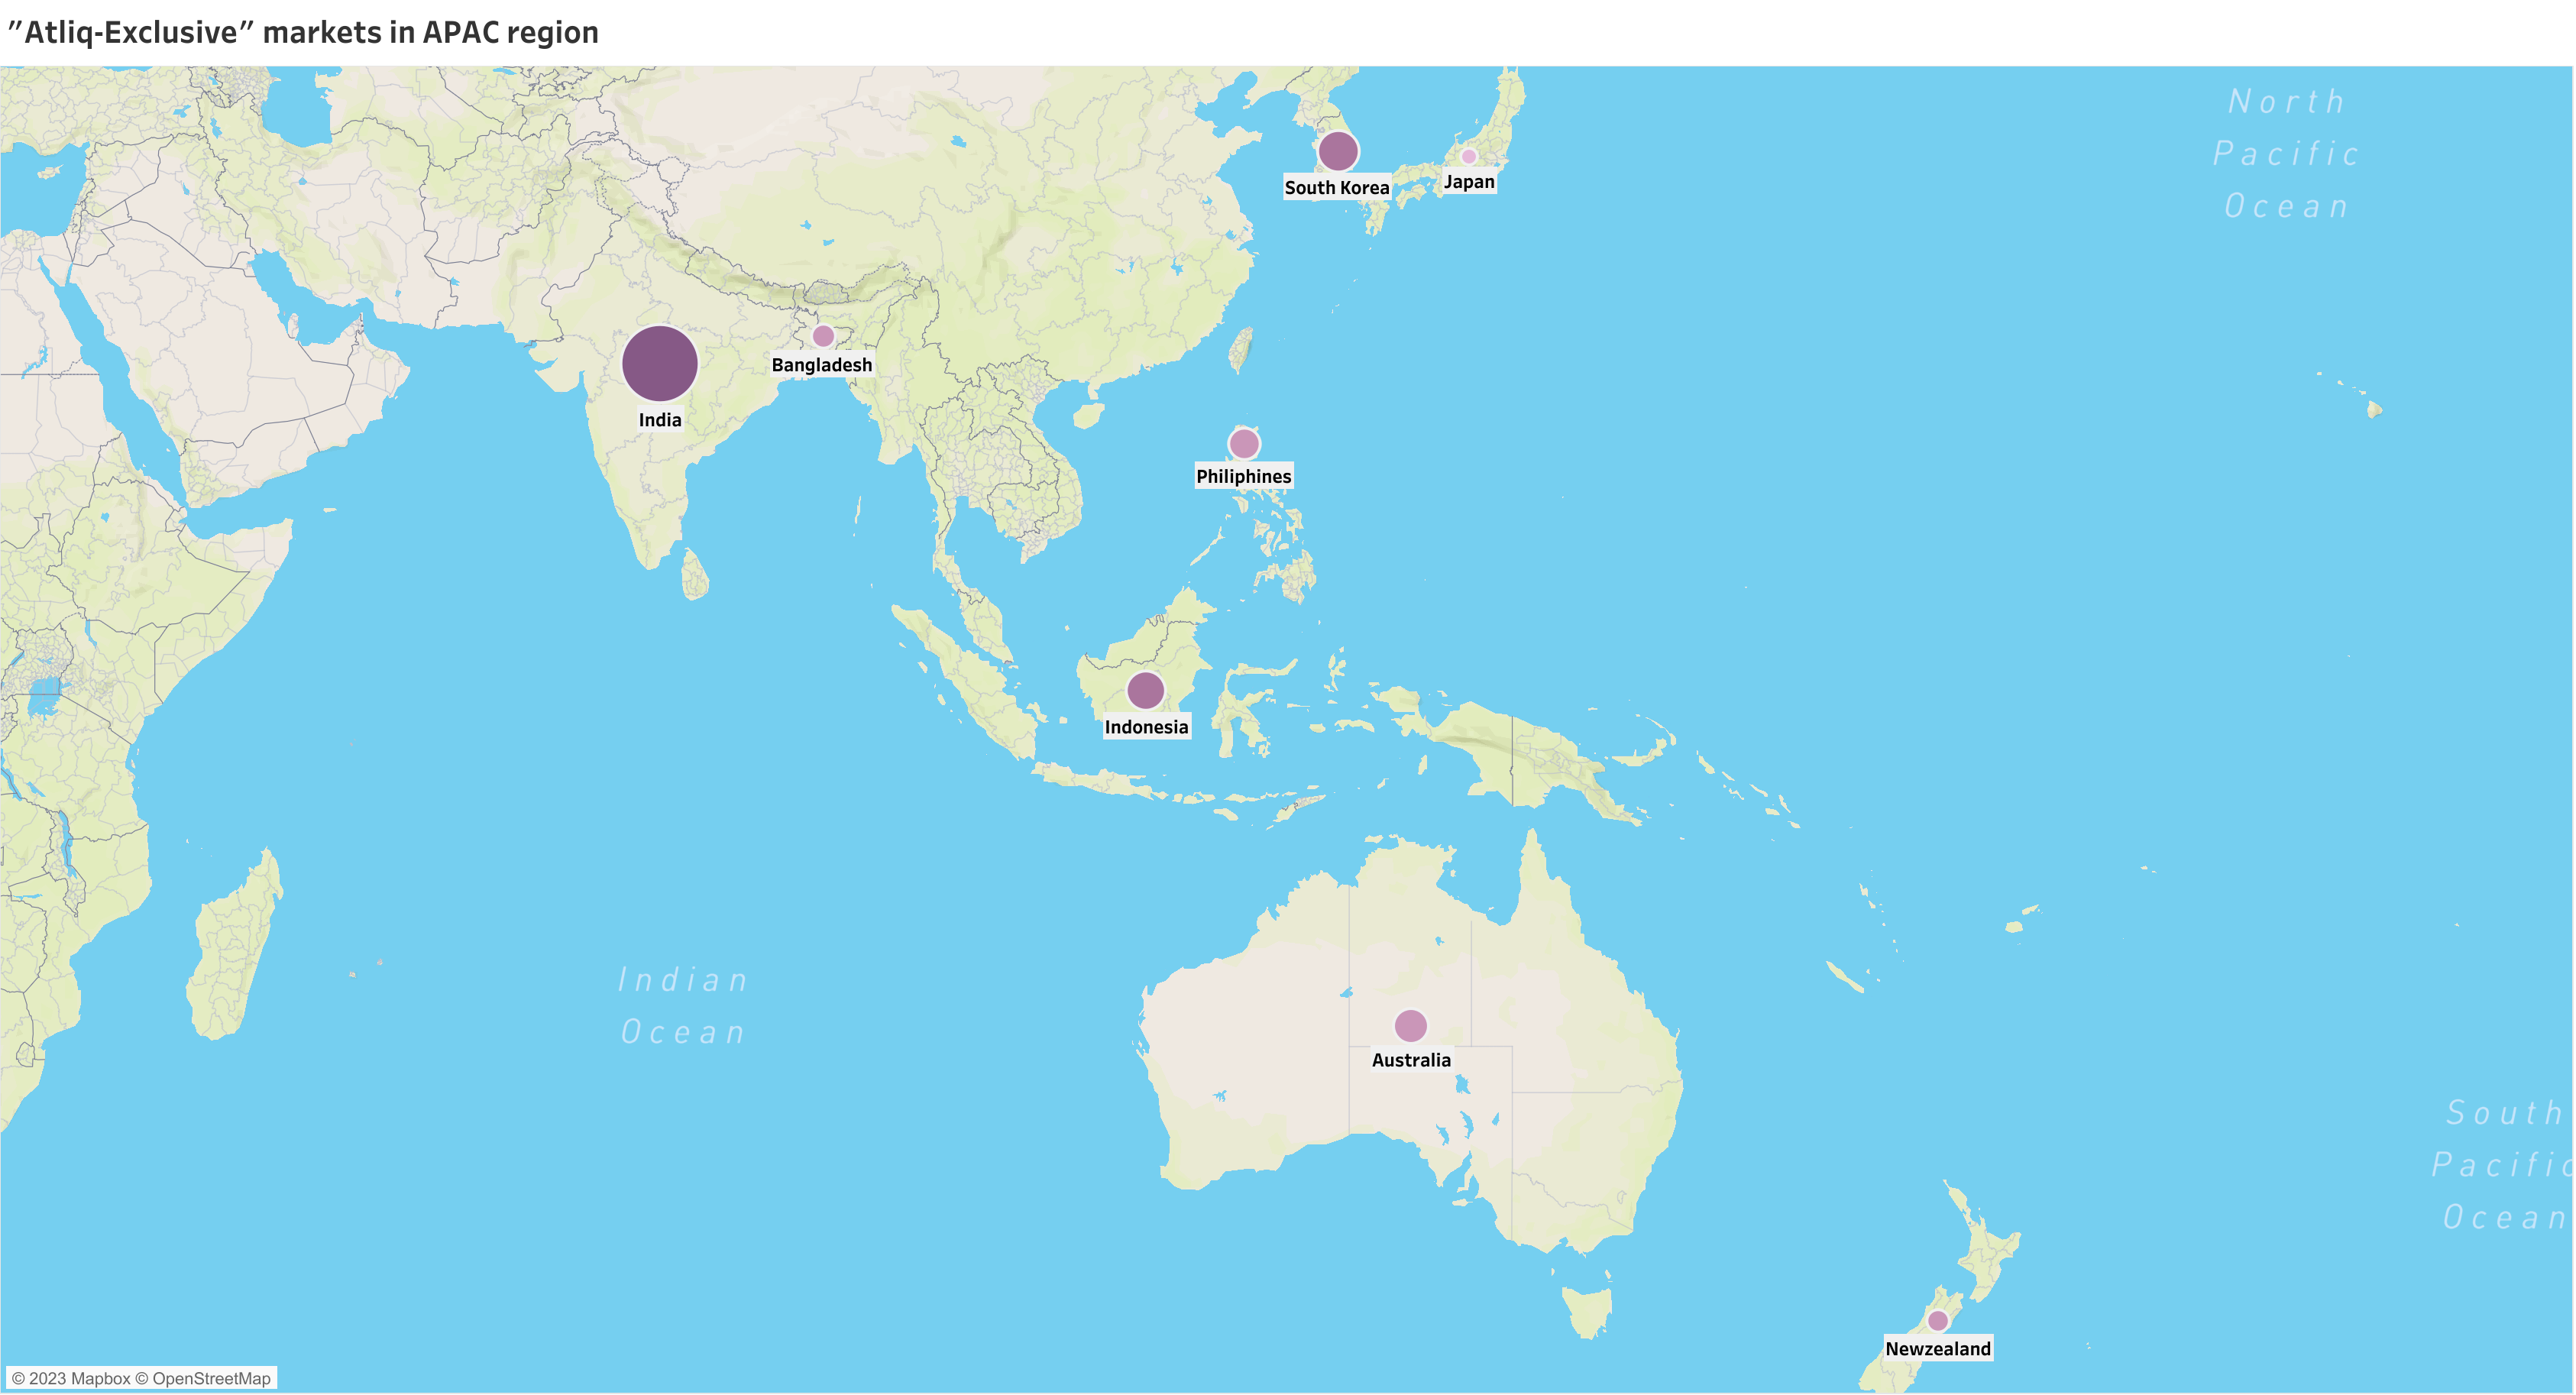 ”Atliq-Exclusive” markets in APAC region
North
Pacific
Ocean
South Korea
Japan
Bangladesh
India
Philiphines
Indonesia
Indian
Ocean
Australia
South
Pacific
Ocean
Newzealand
© 2023 Mapbox © OpenStreetMap